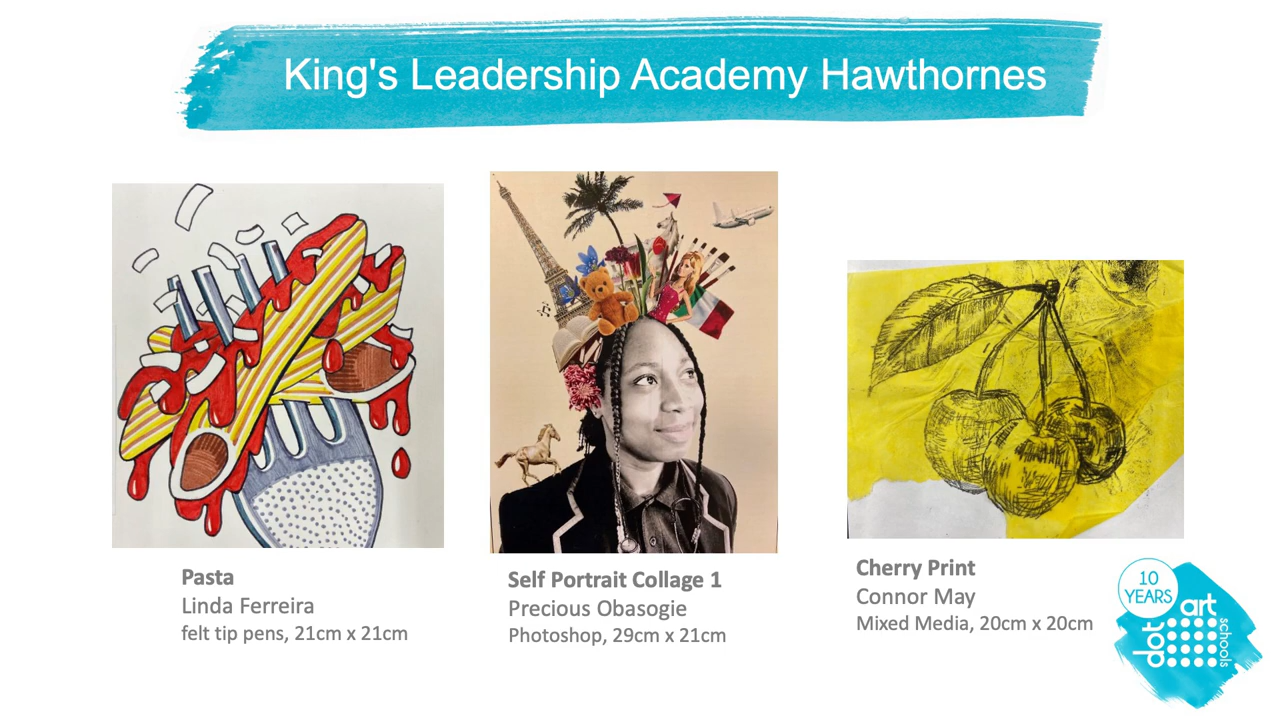 King's Leadership Academy Hawthornes
Pasta
Linda Ferreira
felt tip pens, 21cm x 21cm
Self Portrait Collage 1
Precious Obasogie
Photoshop, 29cm x 21cm
Cherry Print
Connor May
Mixed Media, 20cm x 20cm
10
YEARS
dot
art
schools